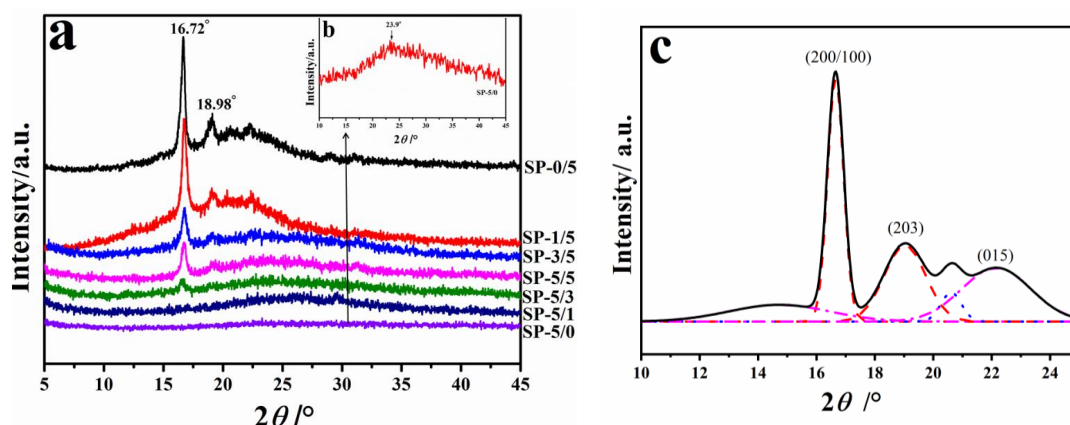 a
16.72°
18.98°
Intensity/a.u.
SP-0/5
SP-1/5
SP-3/5
SP-5/5
SP-5/3
SP-5/1
SP-5/0
5 10 15 20 25 30 35 40 45
2θ /°
b
23.9°
Intensity/a.u.
SP-5/0
10 15 20 25 30 35 40 45
2θ /°
c
(200/100)
(203)
(015)
Intensity/ a.u.
10 12 14 16 18 20 22 24
2θ /°